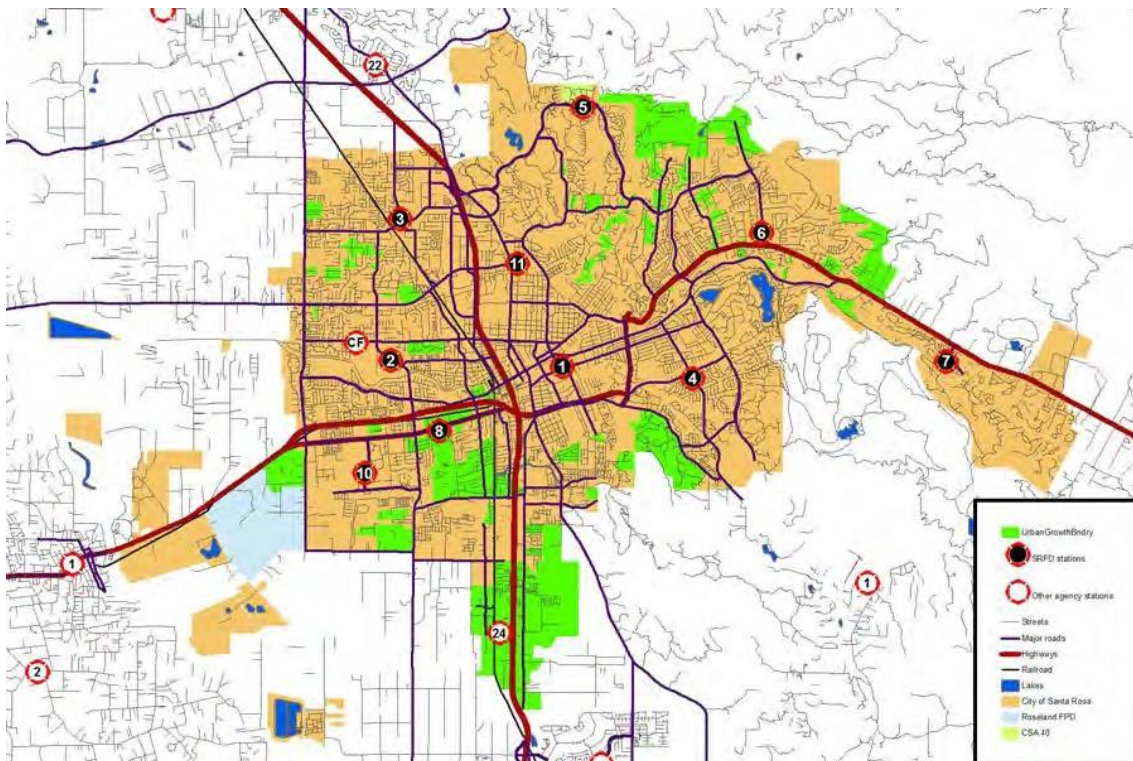 22
5
3
6
11
CF
2
1
7
4
8
10
1
1
24
2
UrbanGrowthBndry
SRFD stations
Other agency stations
Streets
Major roads
Highways
Railroad
Lakes
City of Santa Rosa
Roseland FPD
CSA 40